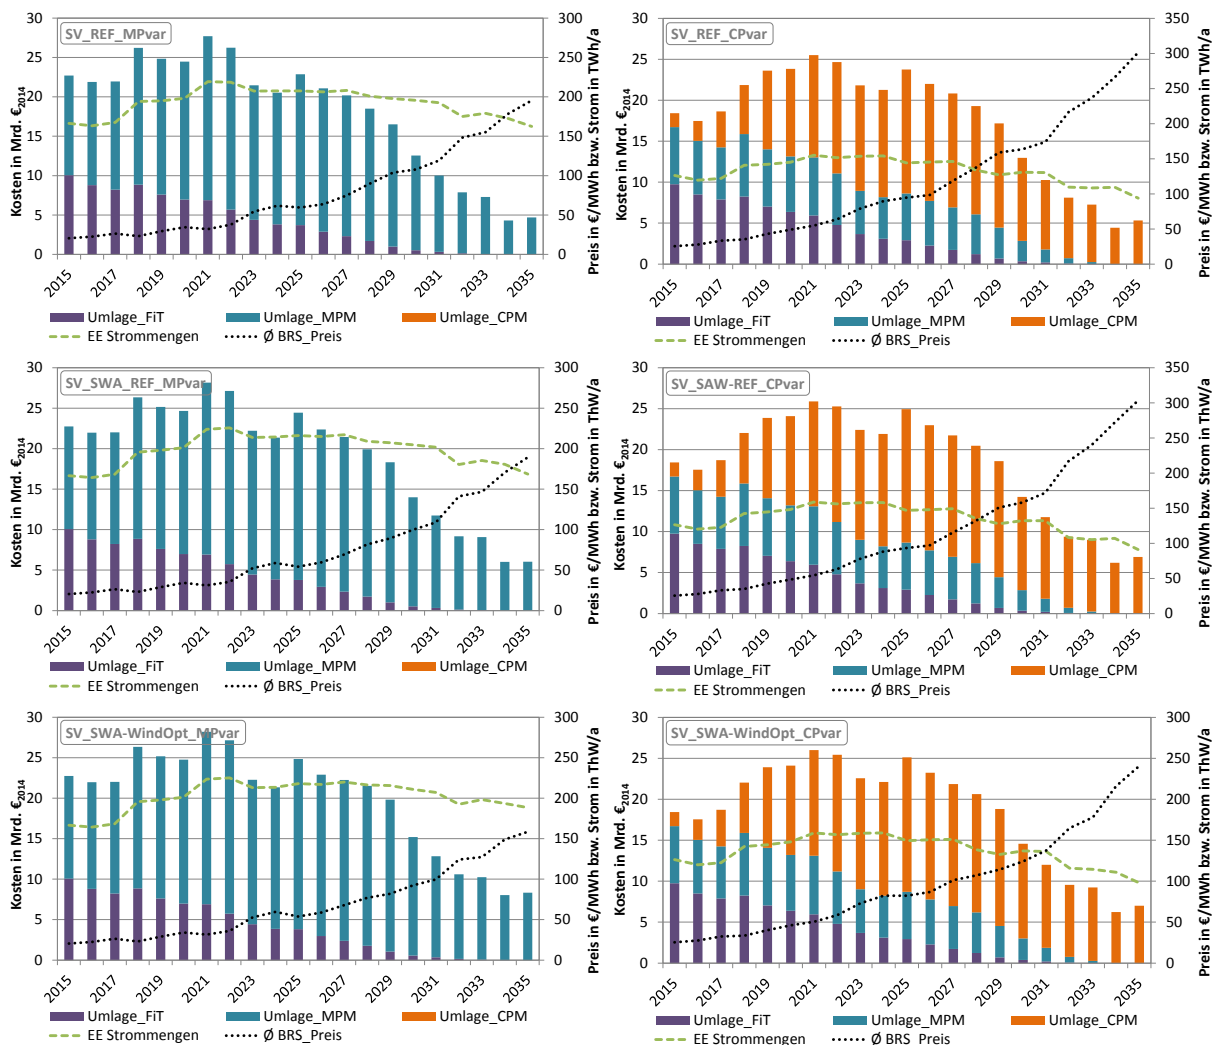 SV_REF_MPvar
Kosten in Mrd. €2014
30
25
20
15
10
5
0
300
250
200
150
100
50
0
Preis in €/MWh bzw. Strom in TWh/a
2015 2017 2019 2021 2023 2025 2027 2029 2031 2033 2035
Umlage_FiT Umlage_MPM Umlage_CPM
EE Strommengen Ø BRS_Preis
SV_REF_CPvar
Kosten in Mrd. €2014
30
25
20
15
10
5
0
350
300
250
200
150
100
50
0
Preis in €/MWh bzw. Strom in TWh/a
2015 2017 2019 2021 2023 2025 2027 2029 2031 2033 2035
Umlage_FiT Umlage_MPM Umlage_CPM
EE Strommengen Ø BRS_Preis
SV_SWA_REF_MPvar
Kosten in Mrd. €2014
30
25
20
15
10
5
0
300
250
200
150
100
50
0
Preis in €/MWh bzw. Strom in ThW/a
2015 2017 2019 2021 2023 2025 2027 2029 2031 2033 2035
Umlage_FiT Umlage_MPM Umlage_CPM
EE Strommengen Ø BRS_Preis
SV_SAW-REF_CPvar
Kosten in Mrd. €2014
30
25
20
15
10
5
0
350
300
250
200
150
100
50
0
Preis in €/MWh bzw. Strom in ThW/a
2015 2017 2019 2021 2023 2025 2027 2029 2031 2033 2035
Umlage_FiT Umlage_MPM Umlage_CPM
EE Strommengen Ø BRS_Preis
SV_SWA-WindOpt_MPvar
Kosten in Mrd. €2014
30
25
20
15
10
5
0
300
250
200
150
100
50
0
Preis in €/MWh bzw. Strom in ThW/a
2015 2017 2019 2021 2023 2025 2027 2029 2031 2033 2035
Umlage_FiT Umlage_MPM Umlage_CPM
EE Strommengen Ø BRS_Preis
SV_SWA-WindOpt_CPvar
Kosten in Mrd. €2014
30
25
20
15
10
5
0
300
250
200
150
100
50
0
Preis in €/MWh bzw. Strom in ThW/a
2015 2017 2019 2021 2023 2025 2027 2029 2031 2033 2035
Umlage_FiT Umlage_MPM Umlage_CPM
EE Strommengen Ø BRS_Preis